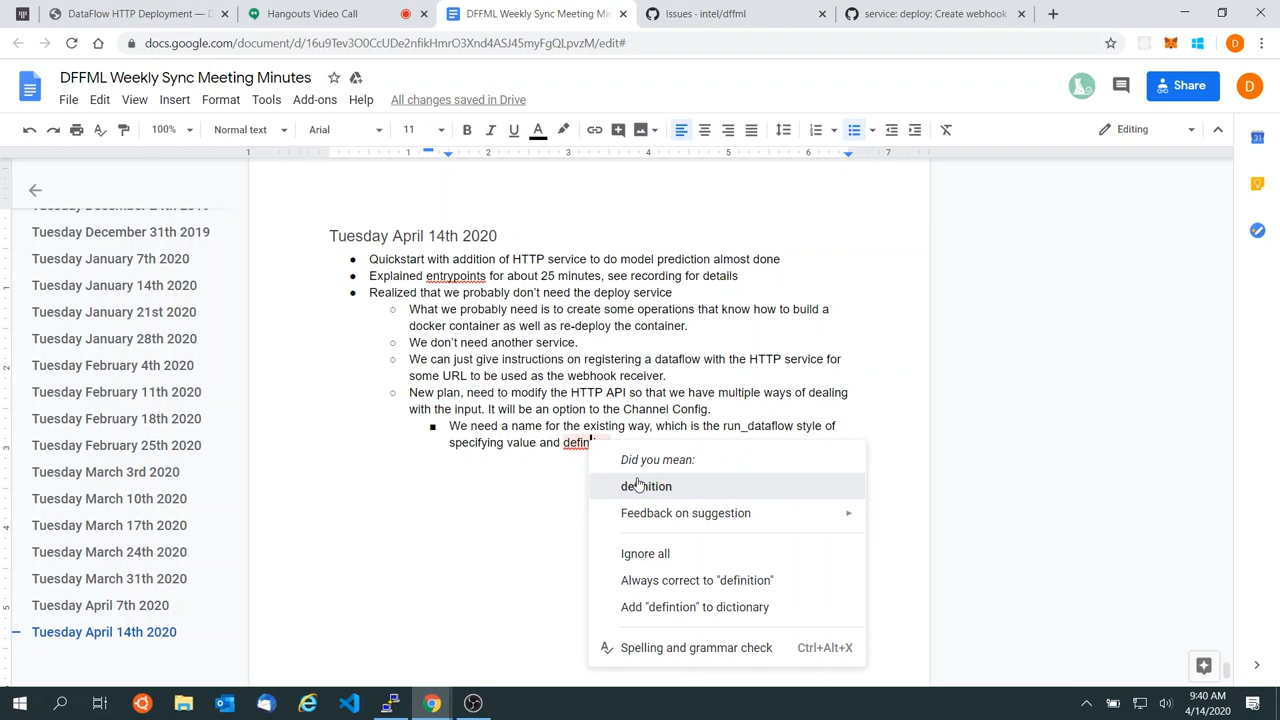 DataFlow HTTP Deployment — D
Hangouts Video Call
DFFML Weekly Sync Meeting Min
Issues · intel/dffml
service: deploy: Create webhook
docs.google.com/document/d/16u9Tev3O0CcUDe2nfikHmrO3Xnd4ASJ45myFgQLpvzM/edit#
D
DFFML Weekly Sync Meeting Minutes
File Edit View Insert Format Tools Add-ons Help All changes saved in Drive
Share
D
100% Normal text Arial 11 B I U A Editing
1 1 2 3 4 5 6 7
Tuesday December 31th 2019
Tuesday January 7th 2020
Tuesday January 14th 2020
Tuesday January 21st 2020
Tuesday January 28th 2020
Tuesday February 4th 2020
Tuesday February 11th 2020
Tuesday February 18th 2020
Tuesday February 25th 2020
Tuesday March 3rd 2020
Tuesday March 10th 2020
Tuesday March 17th 2020
Tuesday March 24th 2020
Tuesday March 31th 2020
Tuesday April 7th 2020
Tuesday April 14th 2020
Tuesday April 14th 2020
Quickstart with addition of HTTP service to do model prediction almost done
Explained entrypoints for about 25 minutes, see recording for details
Realized that we probably don't need the deploy service
What we probably need is to create some operations that know how to build a
docker container as well as re-deploy the container.
We don't need another service.
We can just give instructions on registering a dataflow with the HTTP service for
some URL to be used as the webhook receiver.
New plan, need to modify the HTTP API so that we have multiple ways of dealing
with the input. It will be an option to the Channel Config.
We need a name for the existing way, which is the run_dataflow style of
specifying value and defin
Did you mean:
definition
Feedback on suggestion
Ignore all
Always correct to "definition"
Add "defintion" to dictionary
Spelling and grammar check Ctrl+Alt+X
9:40 AM
4/14/2020